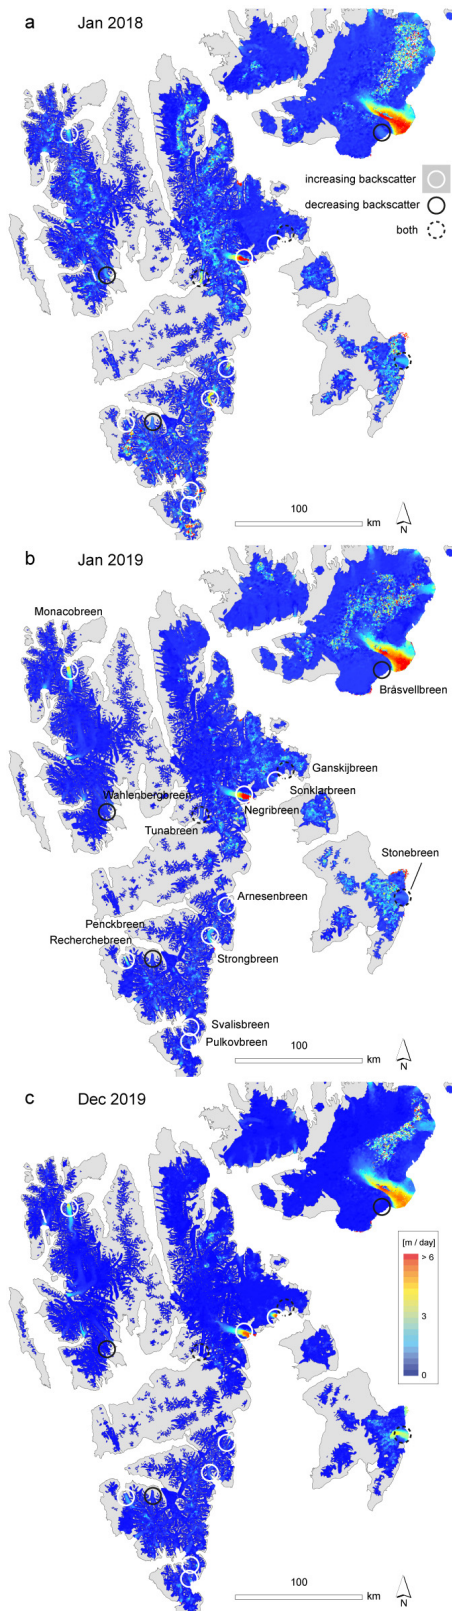 a Jan 2018
increasing backscatter
decreasing backscatter
both
100
km
N
b Jan 2019
Monacobreen
Bråsvellbreen
Ganskijbreen
Sonklarbreen
Wahlenbergbreen
Negribreen
Tunabreen
Stonebreen
Arnesenbreen
Penckbreen
Recherchebreen
Strongbreen
Svalisbreen
Pulkovbreen
100
km
N
c Dec 2019
[m / day]
> 6
3
0
100
km
N